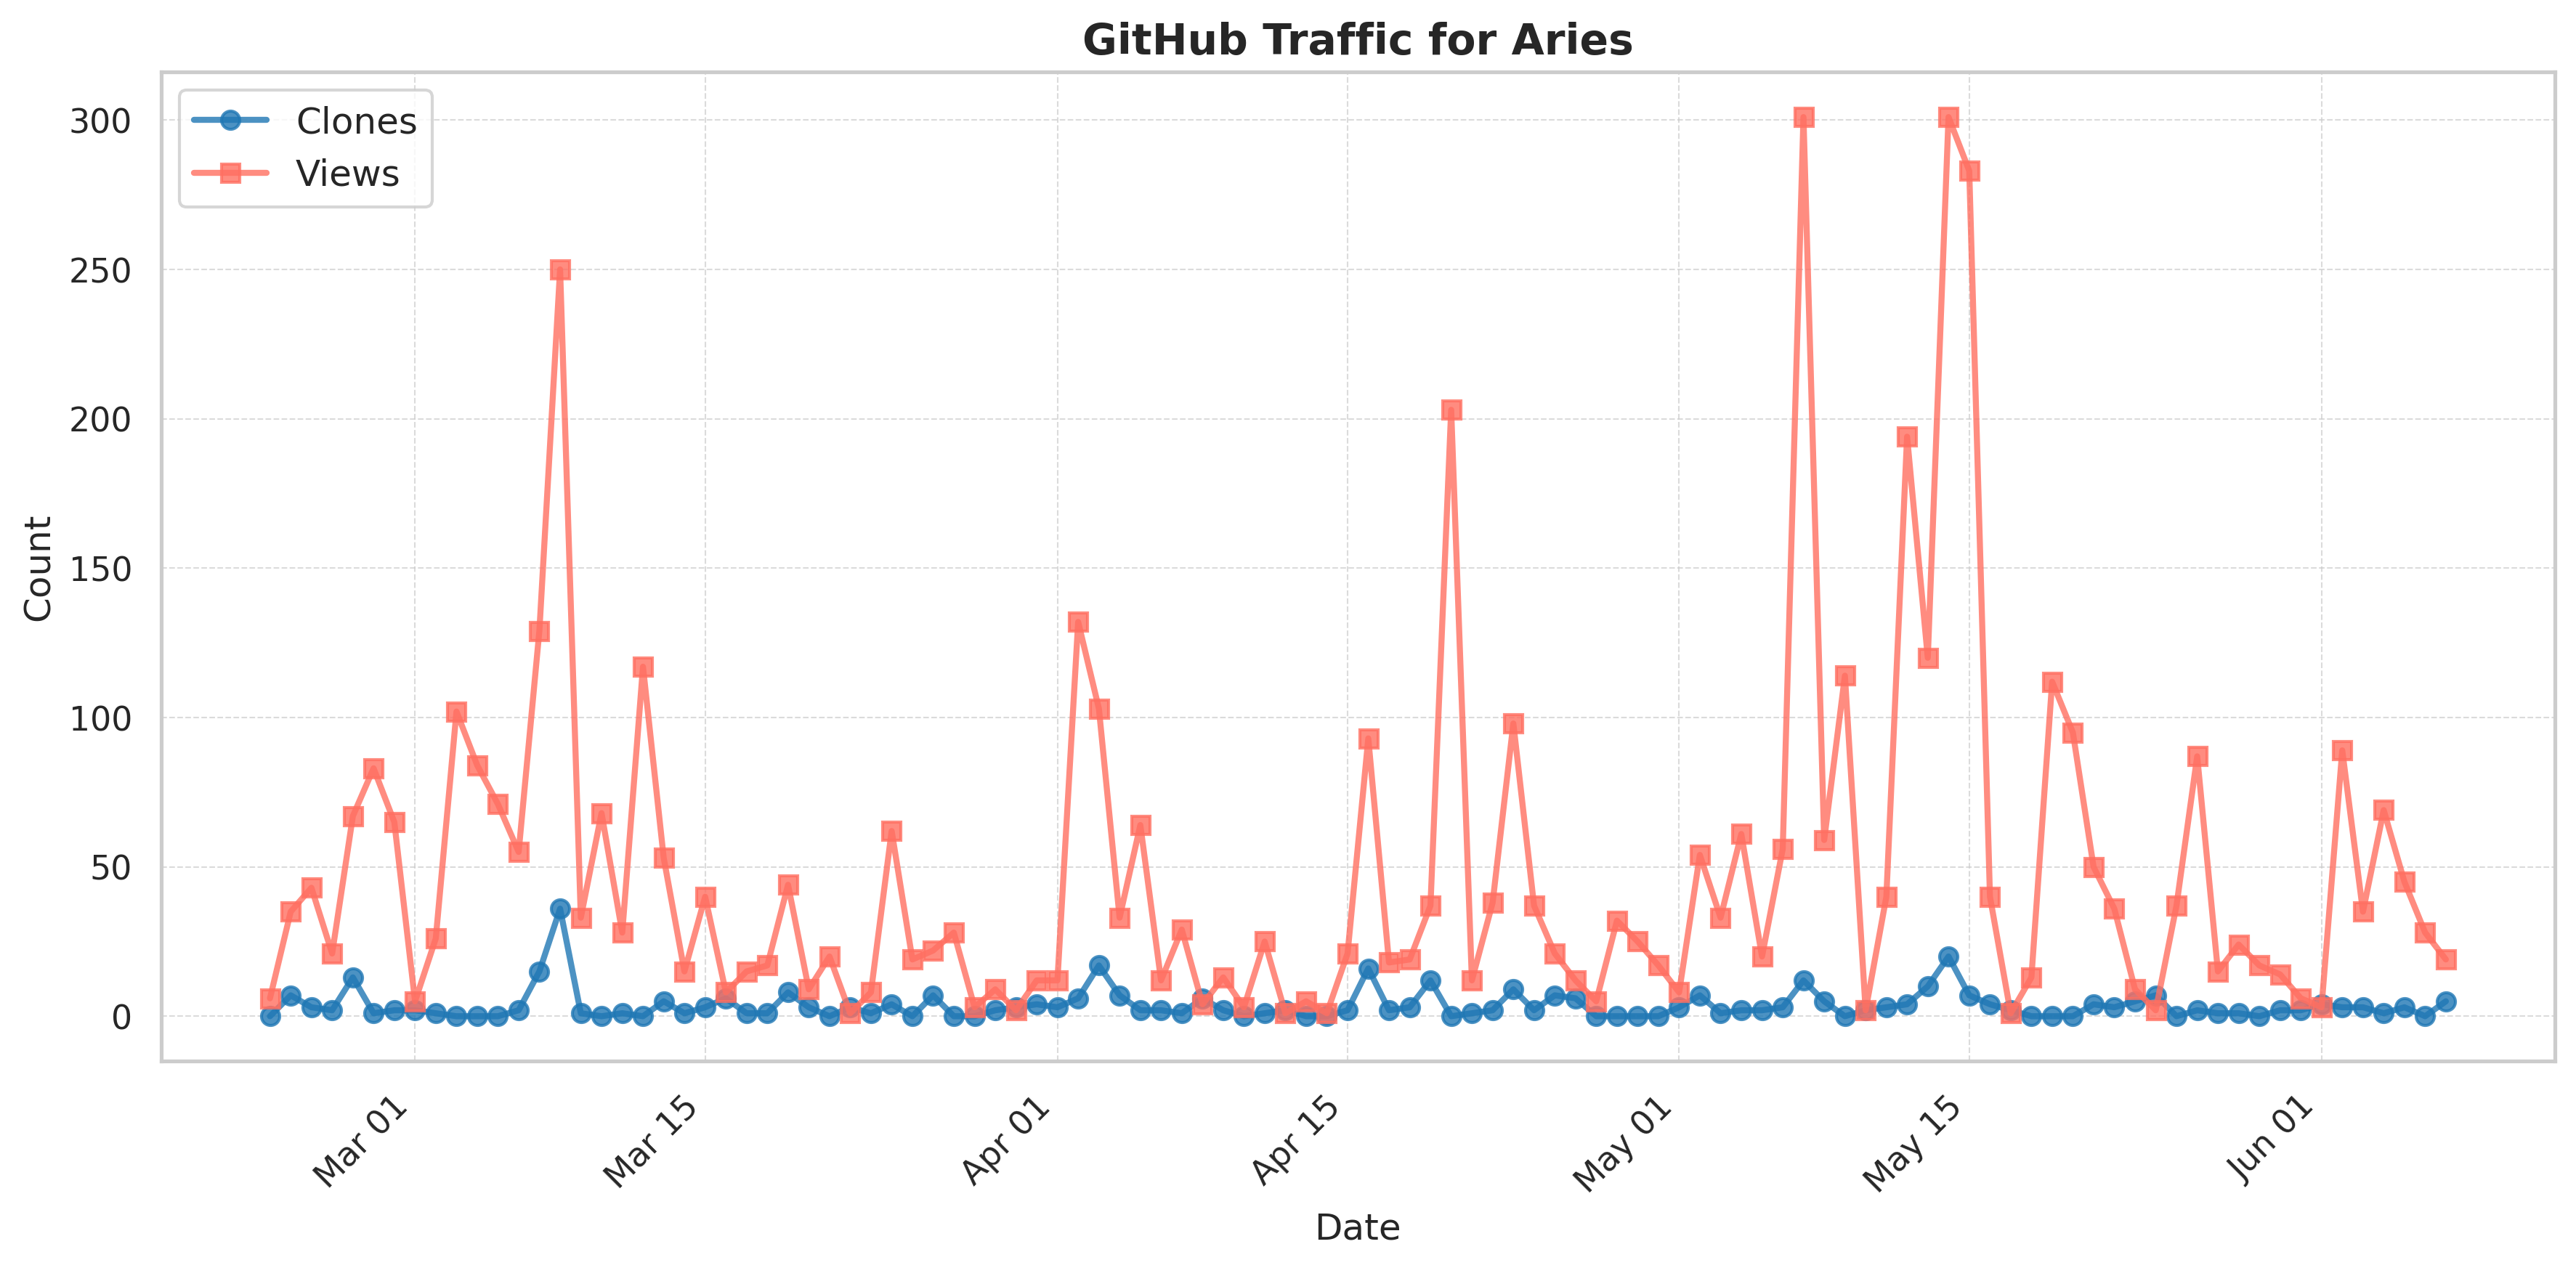 GitHub Traffic for Aries
Clones
Views
300
250
200
150
100
50
0
Count
Mar 01
Mar 15
Apr 01
Apr 15
May 01
May 15
Jun 01
Date